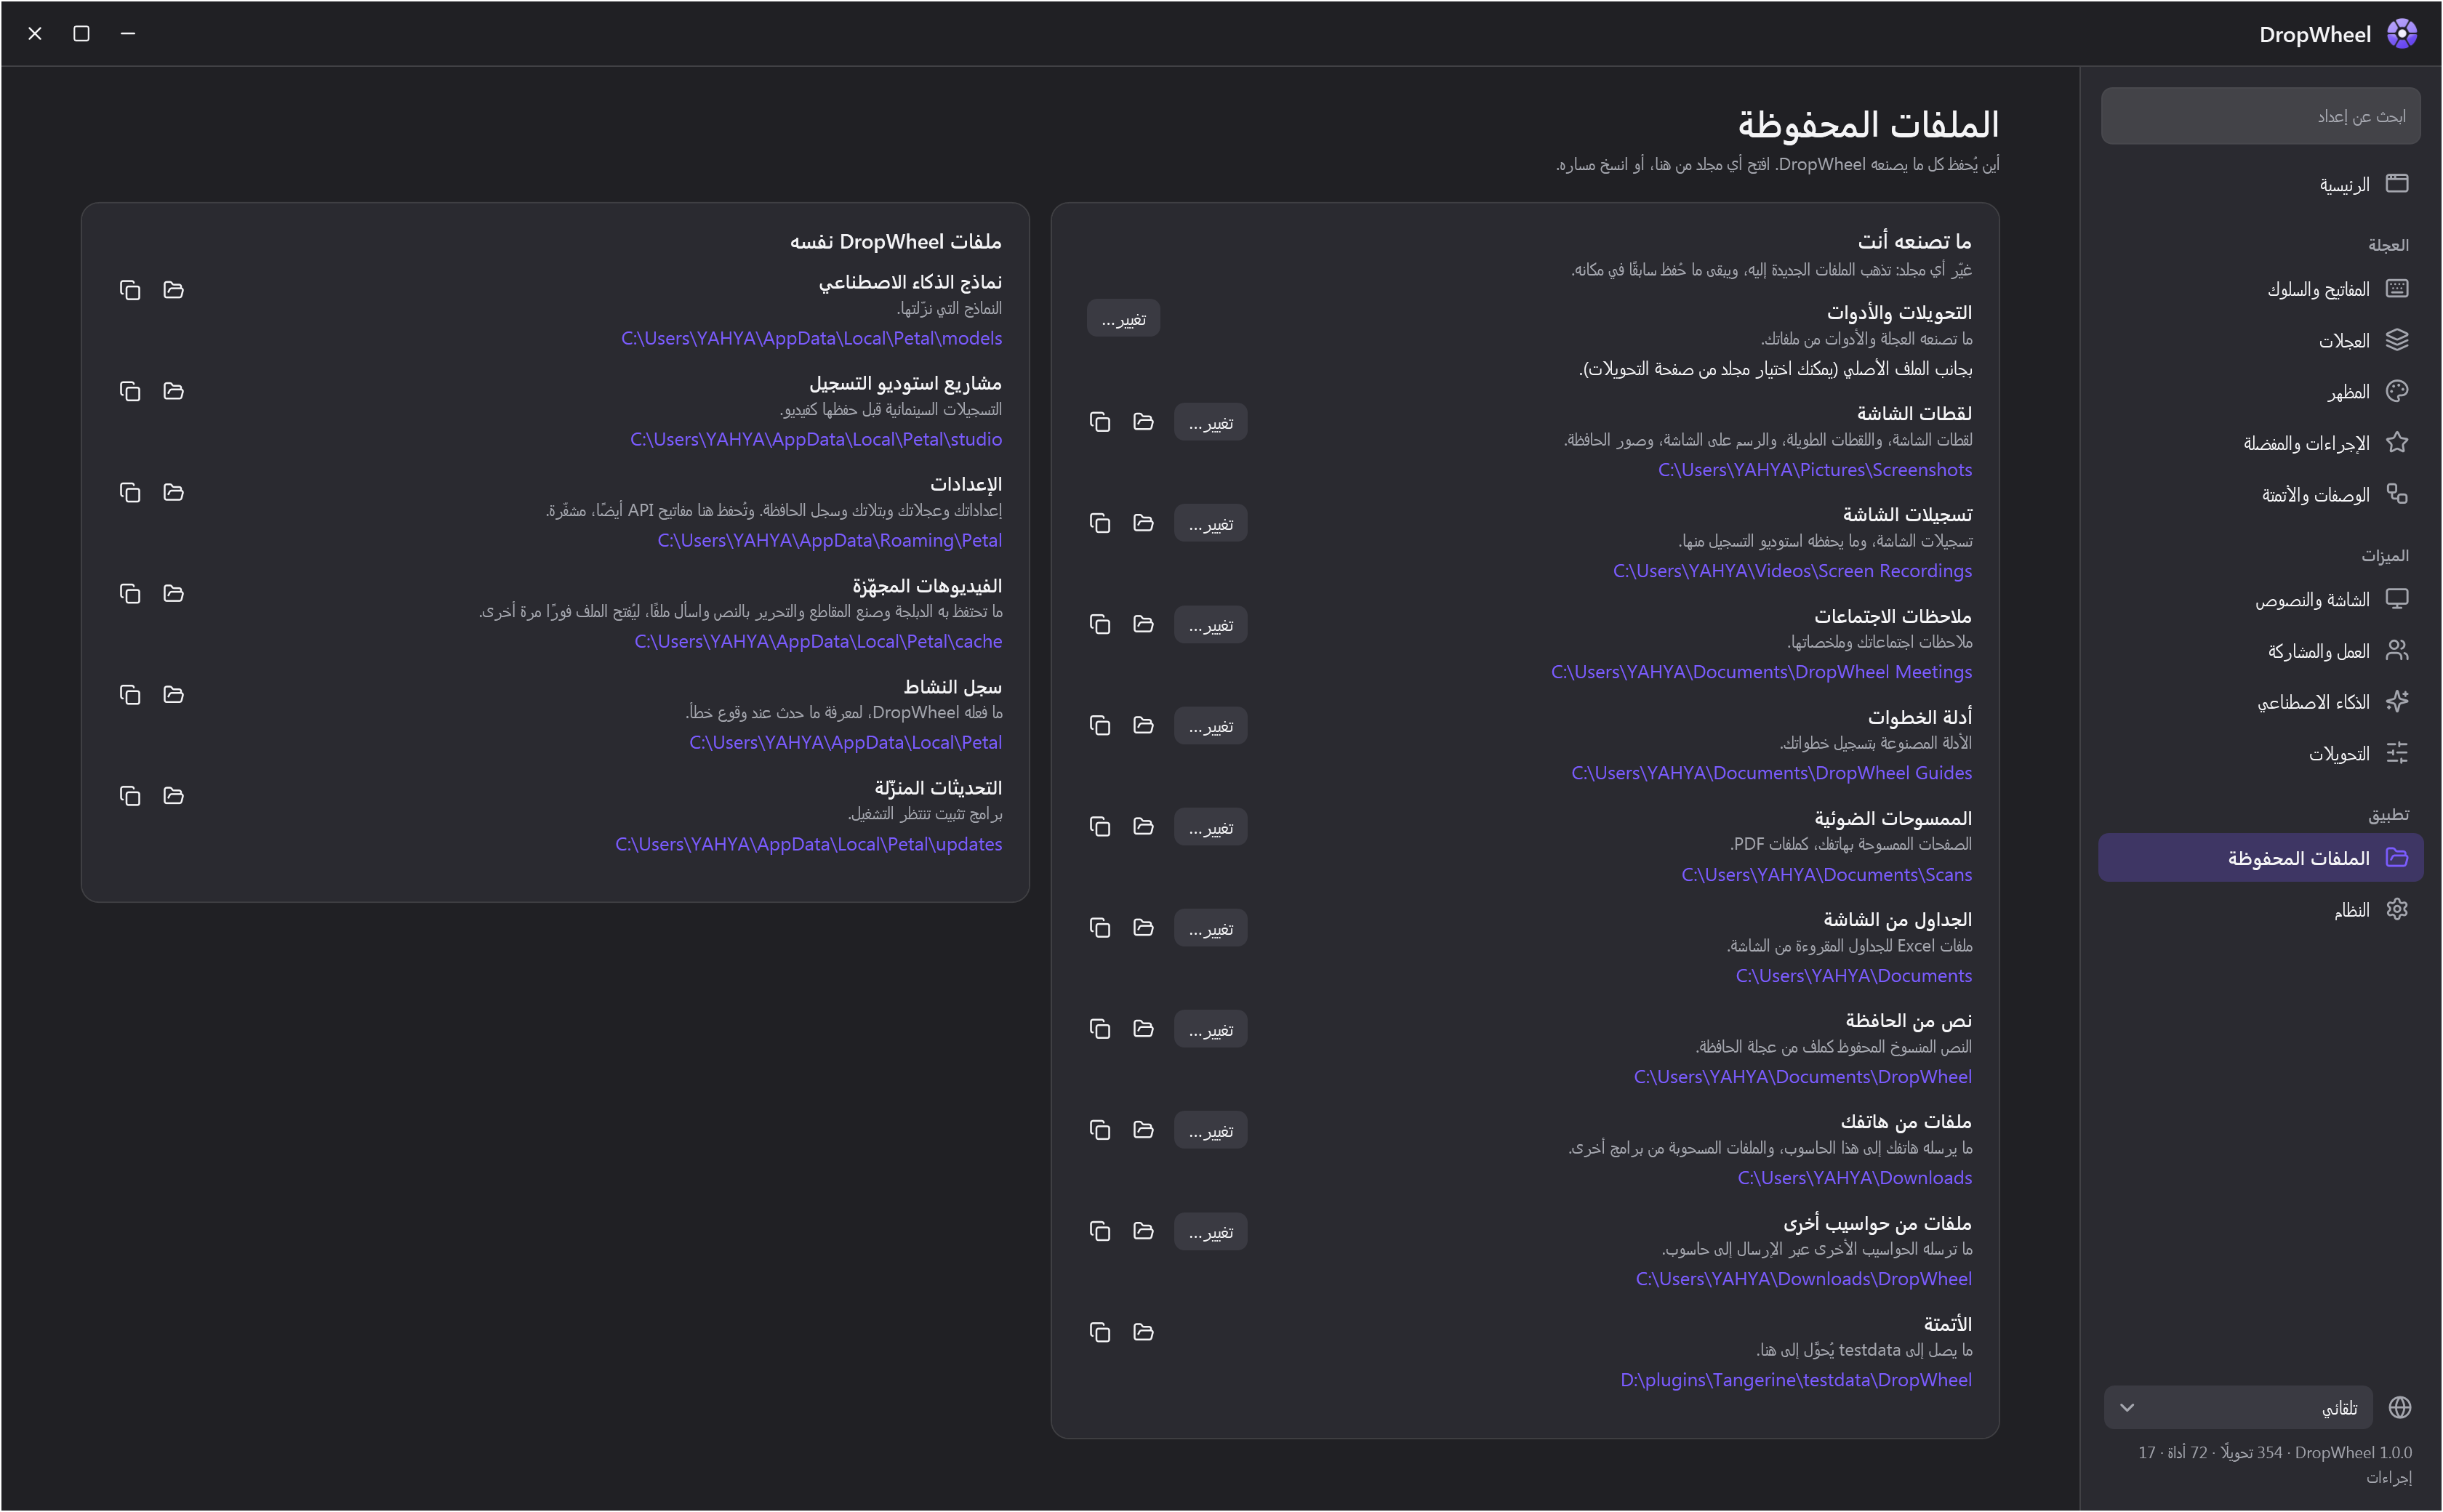 DropWheel
ابحث عن إعداد
الرئيسية
العجلة
المفاتيح والسلوك
العجلات
المظهر
الإجراءات والمفضلة
الوصفات والأتمتة
الميزات
الشاشة والنصوص
العمل والمشاركة
الذكاء الاصطناعي
التحويلات
تطبيق
الملفات المحفوظة
النظام
تلقائي
DropWheel 1.0.0 · 354 تحويلًا · 72 أداة · 17
إجراءات
الملفات المحفوظة
أين يُحفظ كل ما يصنعه DropWheel. افتح أي مجلد من هنا، أو انسخ مساره.
ما تصنعه أنت
غيّر أي مجلد: تذهب الملفات الجديدة إليه، ويبقى ما حُفظ سابقًا في مكانه.
التحويلات والأدوات
تغيير...
ما تصنعه العجلة والأدوات من ملفاتك.
بجانب الملف الأصلي (يمكنك اختيار مجلد من صفحة التحويلات).
لقطات الشاشة
تغيير...
لقطات الشاشة، واللقطات الطويلة، والرسم على الشاشة، وصور الحافظة.
C:\Users\YAHYA\Pictures\Screenshots
تسجيلات الشاشة
تغيير...
تسجيلات الشاشة، وما يحفظه استوديو التسجيل منها.
C:\Users\YAHYA\Videos\Screen Recordings
ملاحظات الاجتماعات
تغيير...
ملاحظات اجتماعاتك وملخصاتها.
C:\Users\YAHYA\Documents\DropWheel Meetings
أدلة الخطوات
تغيير...
الأدلة المصنوعة بتسجيل خطواتك.
C:\Users\YAHYA\Documents\DropWheel Guides
الممسوحات الضوئية
تغيير...
الصفحات الممسوحة بهاتفك، كملفات PDF.
C:\Users\YAHYA\Documents\Scans
الجداول من الشاشة
تغيير...
ملفات Excel للجداول المقروءة من الشاشة.
C:\Users\YAHYA\Documents
نص من الحافظة
تغيير...
النص المنسوخ المحفوظ كملف من عجلة الحافظة.
C:\Users\YAHYA\Documents\DropWheel
ملفات من هاتفك
تغيير...
ما يرسله هاتفك إلى هذا الحاسوب، والملفات المسحوبة من برامج أخرى.
C:\Users\YAHYA\Downloads
ملفات من حواسيب أخرى
تغيير...
ما ترسله الحواسيب الأخرى عبر الإرسال إلى حاسوب.
C:\Users\YAHYA\Downloads\DropWheel
الأتمتة
ما يصل إلى testdata يُحوَّل إلى هنا.
D:\plugins\Tangerine\testdata\DropWheel
ملفات DropWheel نفسه
نماذج الذكاء الاصطناعي
النماذج التي نزّلتها.
C:\Users\YAHYA\AppData\Local\Petal\models
مشاريع استوديو التسجيل
التسجيلات السينمائية قبل حفظها كفيديو.
C:\Users\YAHYA\AppData\Local\Petal\studio
الإعدادات
إعداداتك وعجلاتك وبتلاتك وسجل الحافظة. وتُحفظ هنا مفاتيح API أيضًا، مشفّرة.
C:\Users\YAHYA\AppData\Roaming\Petal
الفيديوهات المجهّزة
ما تحتفظ به الدبلجة وصنع المقاطع والتحرير بالنص واسأل ملفًا، ليُفتح الملف فورًا مرة أخرى.
C:\Users\YAHYA\AppData\Local\Petal\cache
سجل النشاط
ما فعله DropWheel، لمعرفة ما حدث عند وقوع خطأ.
C:\Users\YAHYA\AppData\Local\Petal
التحديثات المنزّلة
برامج تثبيت تنتظر التشغيل.
C:\Users\YAHYA\AppData\Local\Petal\updates